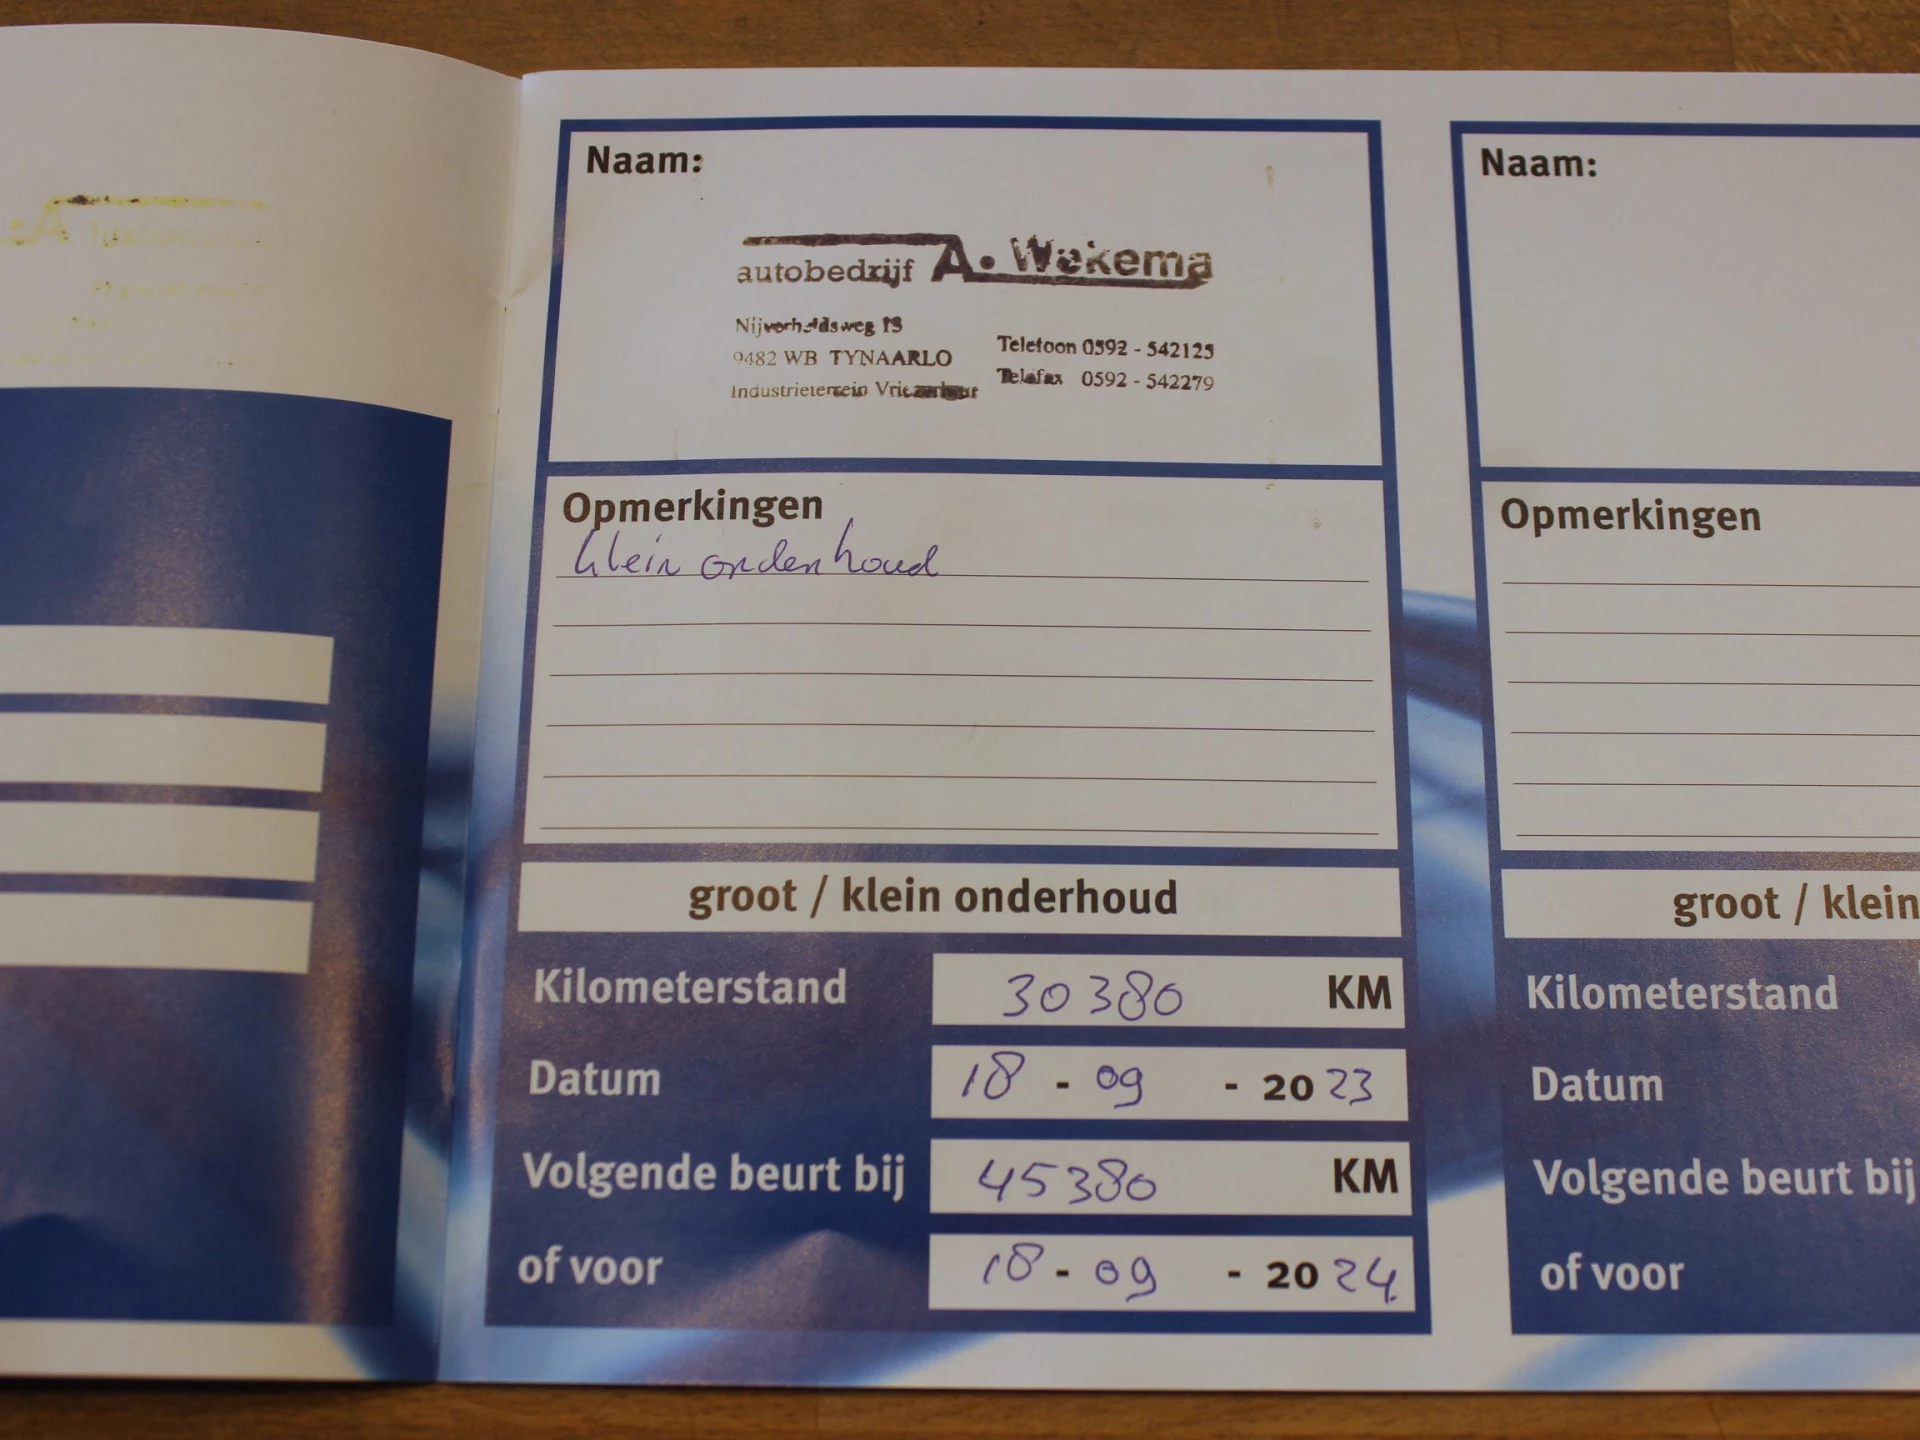 Naam:
autobedrijf A. Wekema
Nijverheidsweg 13
9482 WB TYNAARLO
Industrieterrein
Telefoon 0592 - 542125
Telefax 0592 - 542279
Opmerkingen
klein onderhoud
groot / klein onderhoud
Kilometerstand 30380 KM
Datum 18 - 09 - 2023
Volgende beurt bij 45380 KM
of voor 18 - 09 - 2024
Naam:
Opmerkingen
groot / klein
Kilometerstand
Datum
Volgende beurt bij
of voor